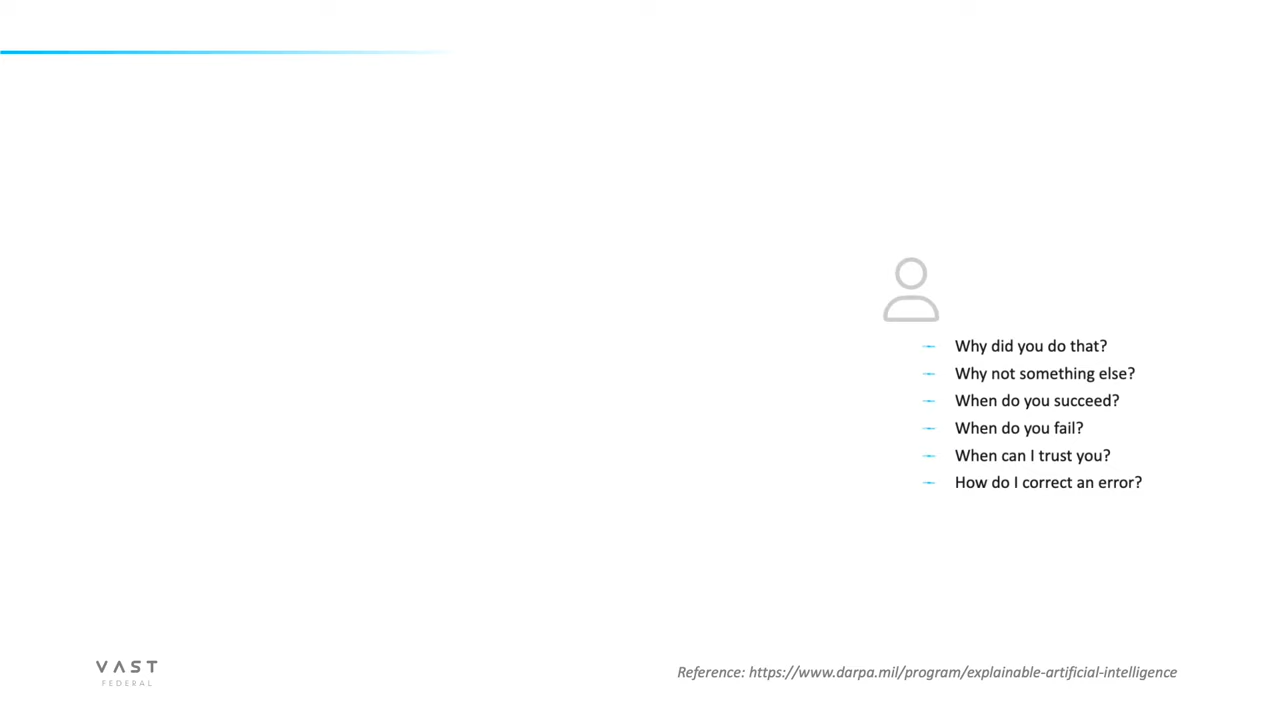 Why did you do that?
Why not something else?
When do you succeed?
When do you fail?
When can I trust you?
How do I correct an error?
VAST
FEDERAL
Reference: https://www.darpa.mil/program/explainable-artificial-intelligence